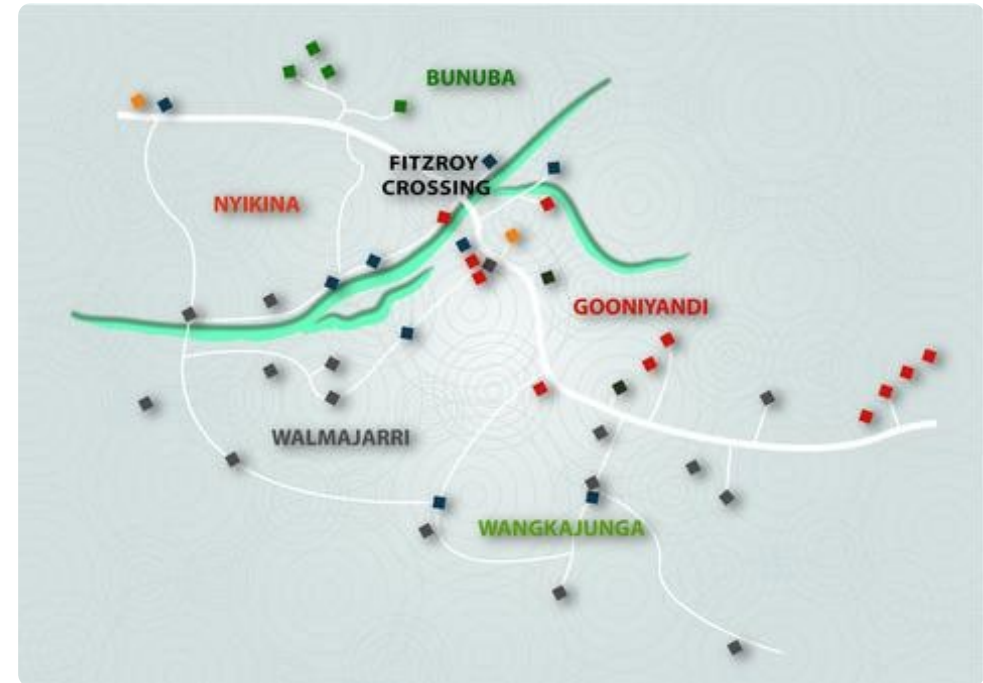 BUNUBA
FITZROY
CROSSING
NYIKINA
GOONIYANDI
WALMAJARRI
WANGKAJUNGA